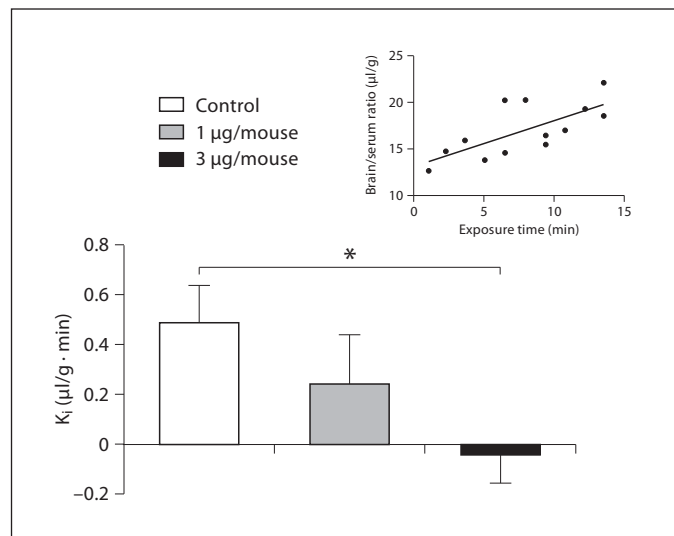 Control
1 µg/mouse
3 µg/mouse
25
20
15
10
Brain/serum ratio (µl/g)
0 5 10 15
Exposure time (min)
0.8
0.6
0.4
0.2
0
–0.2
Kᵢ (µl/g · min)
*